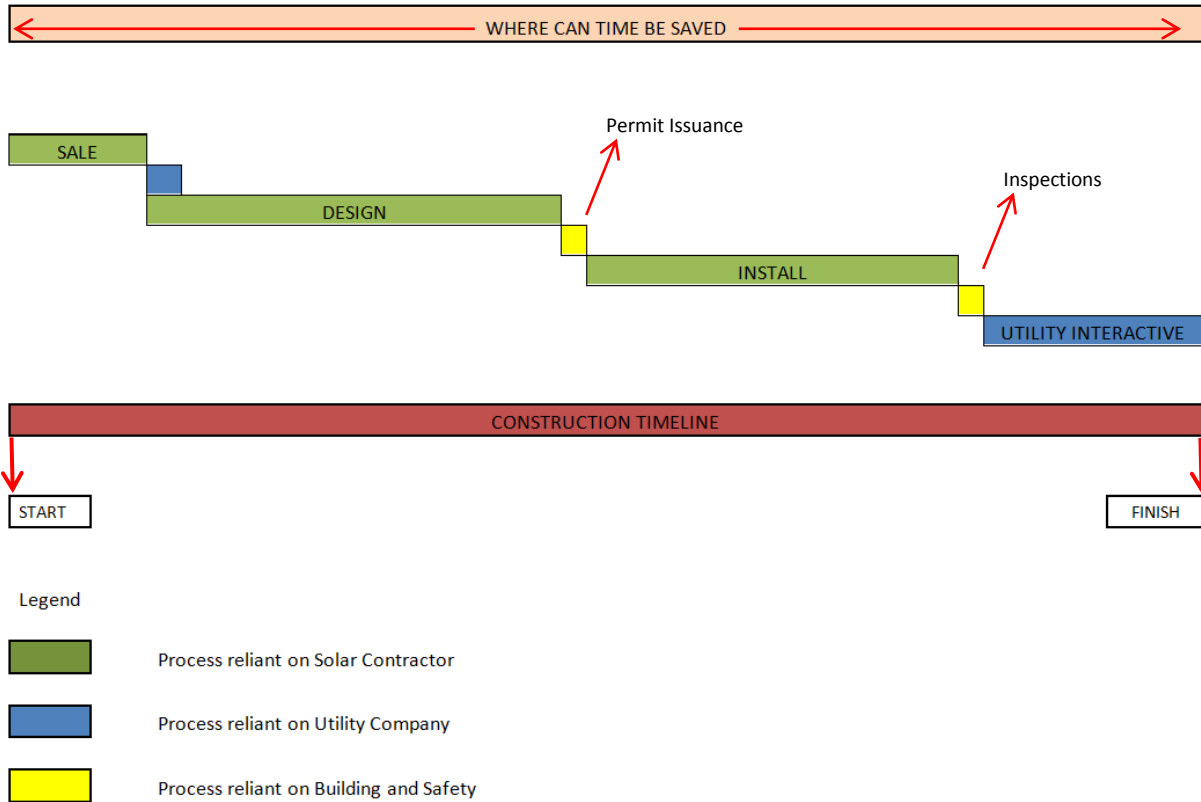 WHERE CAN TIME BE SAVED
Permit Issuance
SALE
Inspections
DESIGN
INSTALL
UTILITY INTERACTIVE
CONSTRUCTION TIMELINE
START
FINISH
Legend
Process reliant on Solar Contractor
Process reliant on Utility Company
Process reliant on Building and Safety